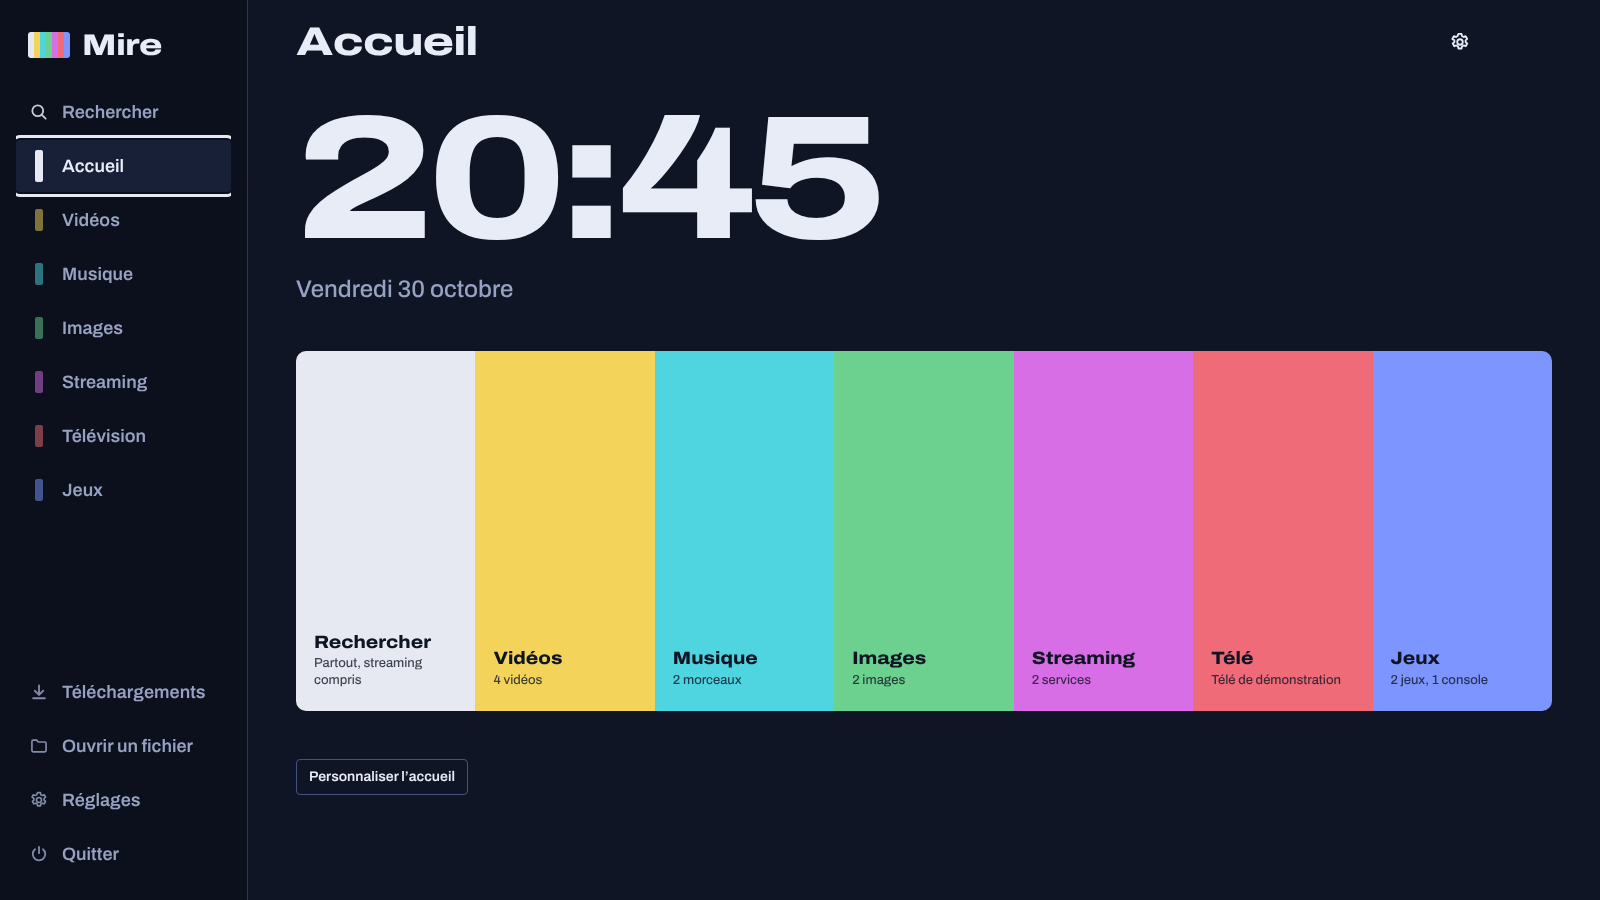 Mire
Rechercher
Accueil
Vidéos
Musique
Images
Streaming
Télévision
Jeux
Téléchargements
Ouvrir un fichier
Réglages
Quitter
Accueil
20:45
Vendredi 30 octobre
Rechercher
Partout, streaming
compris
Vidéos
4 vidéos
Musique
2 morceaux
Images
2 images
Streaming
2 services
Télé
Télé de démonstration
Jeux
2 jeux, 1 console
Personnaliser l’accueil